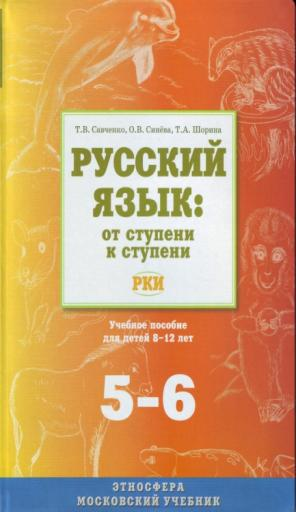 Т.В. Савченко, О.В. Синёва, Т.А. Шорина
РУССКИЙ
ЯЗЫК:
от ступени
к ступени
РКИ
Учебное пособие
для детей 8–12 лет
5–6
ЭТНОСФЕРА
МОСКОВСКИЙ УЧЕБНИК